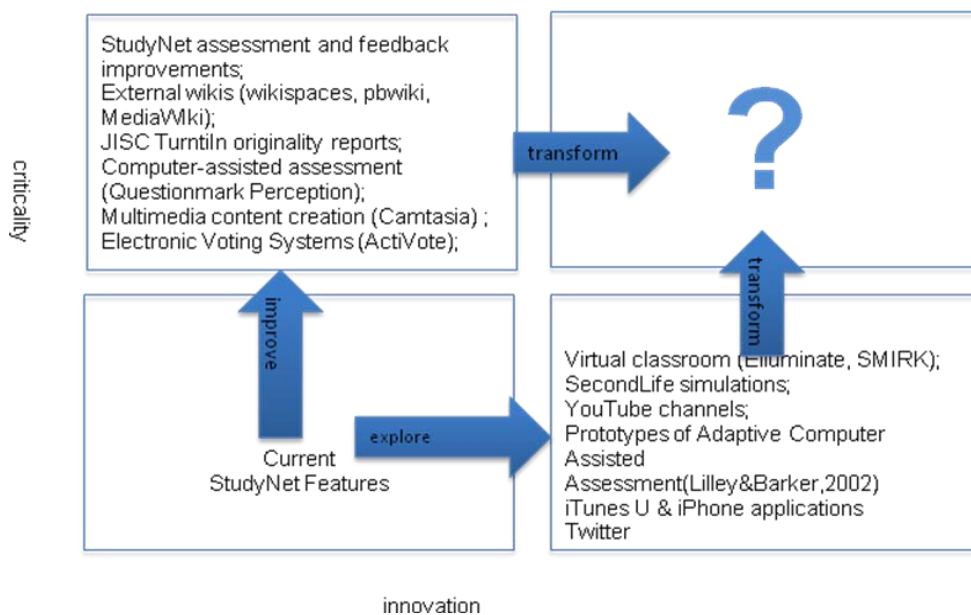 StudyNet assessment and feedback
improvements;
External wikis (wikispaces, pbwiki,
MediaWiki);
JISC TurntiIn originality reports;
Computer-assisted assessment
(Questionmark Perception);
Multimedia content creation (Camtasia) ;
Electronic Voting Systems (ActiVote);
transform
?
criticality
improve
transform
explore
Current
StudyNet Features
Virtual classroom (Elluminate, SMIRK);
SecondLife simulations;
YouTube channels;
Prototypes of Adaptive Computer
Assisted
Assessment(Lilley&Barker,2002)
iTunes U & iPhone applications
Twitter
innovation